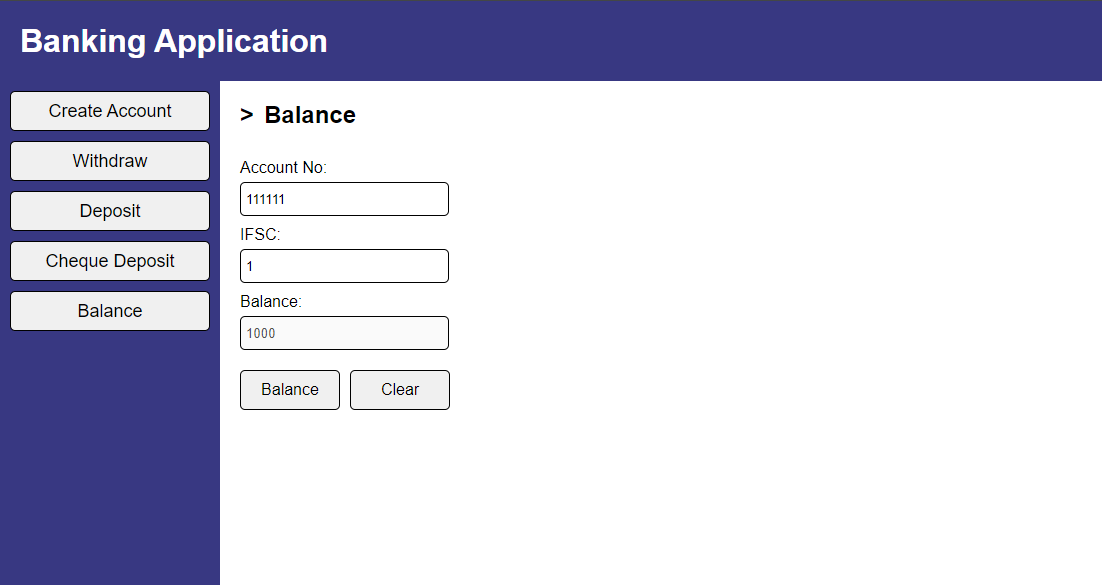 Banking Application
Create Account
Withdraw
Deposit
Cheque Deposit
Balance
> Balance
Account No:
111111
IFSC:
1
Balance:
1000
Balance Clear